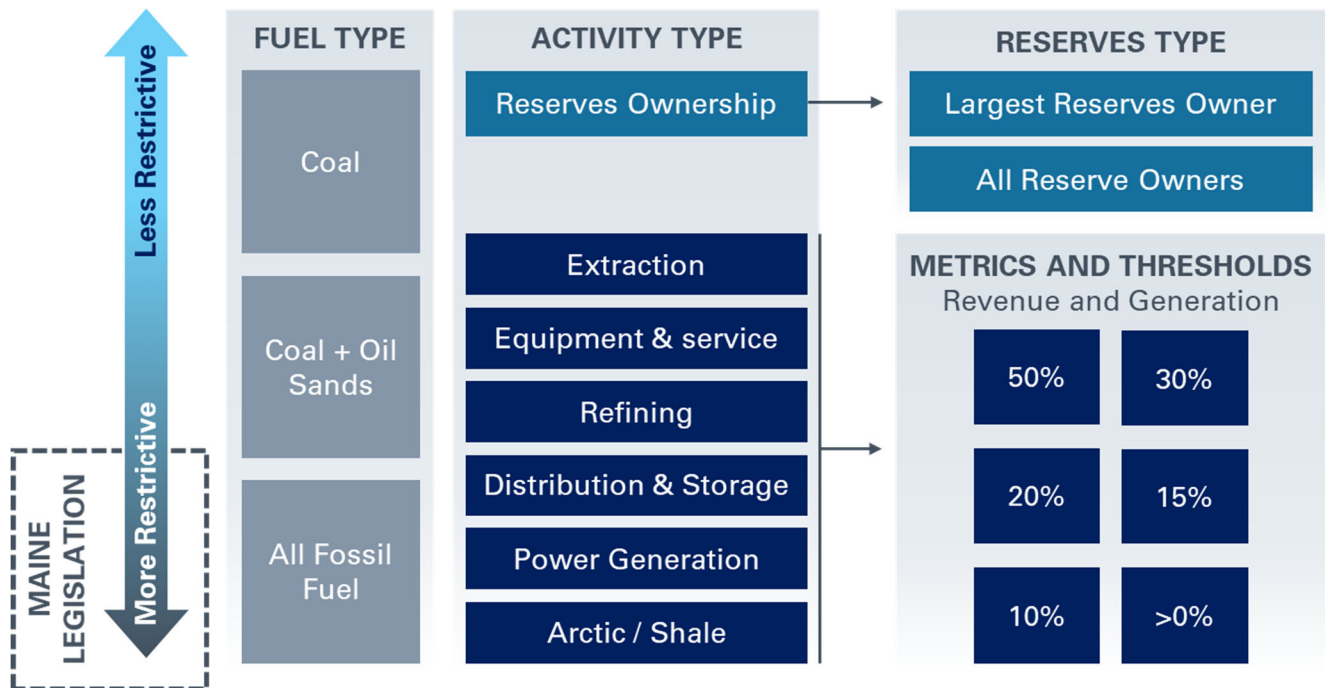 Less Restrictive
More Restrictive
MAINE
LEGISLATION
FUEL TYPE
Coal
Coal + Oil
Sands
All Fossil
Fuel
ACTIVITY TYPE
Reserves Ownership
Extraction
Equipment & service
Refining
Distribution & Storage
Power Generation
Arctic / Shale
RESERVES TYPE
Largest Reserves Owner
All Reserve Owners
METRICS AND THRESHOLDS
Revenue and Generation
50% 30%
20% 15%
10% >0%